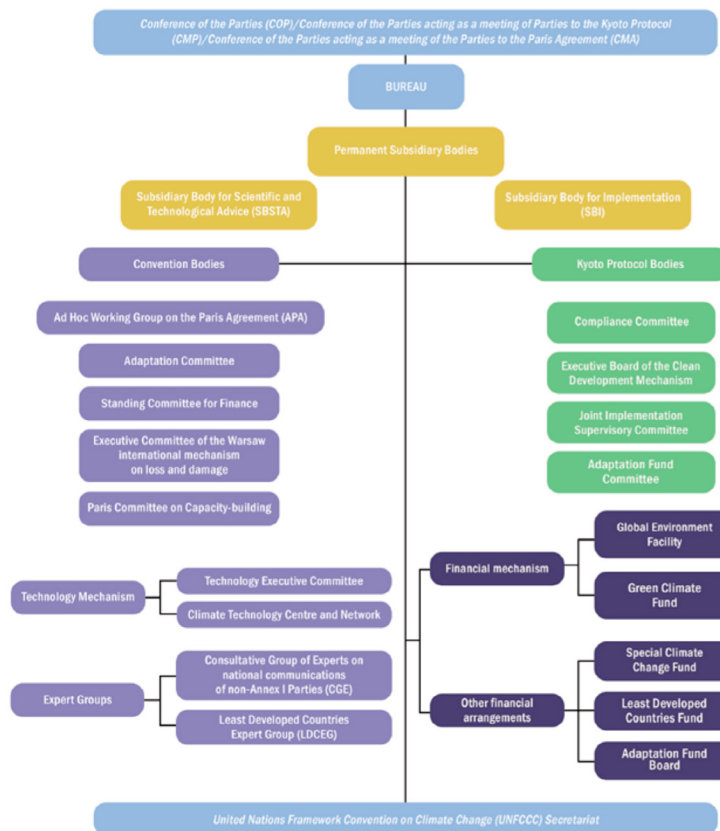 Conference of the Parties (COP)/Conference of the Parties acting as a meeting of Parties to the Kyoto Protocol
(CMP)/Conference of the Parties acting as a meeting of the Parties to the Paris Agreement (CMA)
BUREAU
Permanent Subsidiary Bodies
Subsidiary Body for Scientific and
Technological Advice (SBSTA)
Subsidiary Body for Implementation
(SBI)
Convention Bodies
Kyoto Protocol Bodies
Ad Hoc Working Group on the Paris Agreement (APA)
Adaptation Committee
Standing Committee for Finance
Executive Committee of the Warsaw
international mechanism
on loss and damage
Paris Committee on Capacity-building
Compliance Committee
Executive Board of the Clean
Development Mechanism
Joint Implementation
Supervisory Committee
Adaptation Fund
Committee
Technology Mechanism
Technology Executive Committee
Climate Technology Centre and Network
Expert Groups
Consultative Group of Experts on
national communications
of non-Annex I Parties (CGE)
Least Developed Countries
Expert Group (LDCEG)
Financial mechanism
Global Environment
Facility
Green Climate
Fund
Other financial
arrangements
Special Climate
Change Fund
Least Developed
Countries Fund
Adaptation Fund
Board
United Nations Framework Convention on Climate Change (UNFCCC) Secretariat